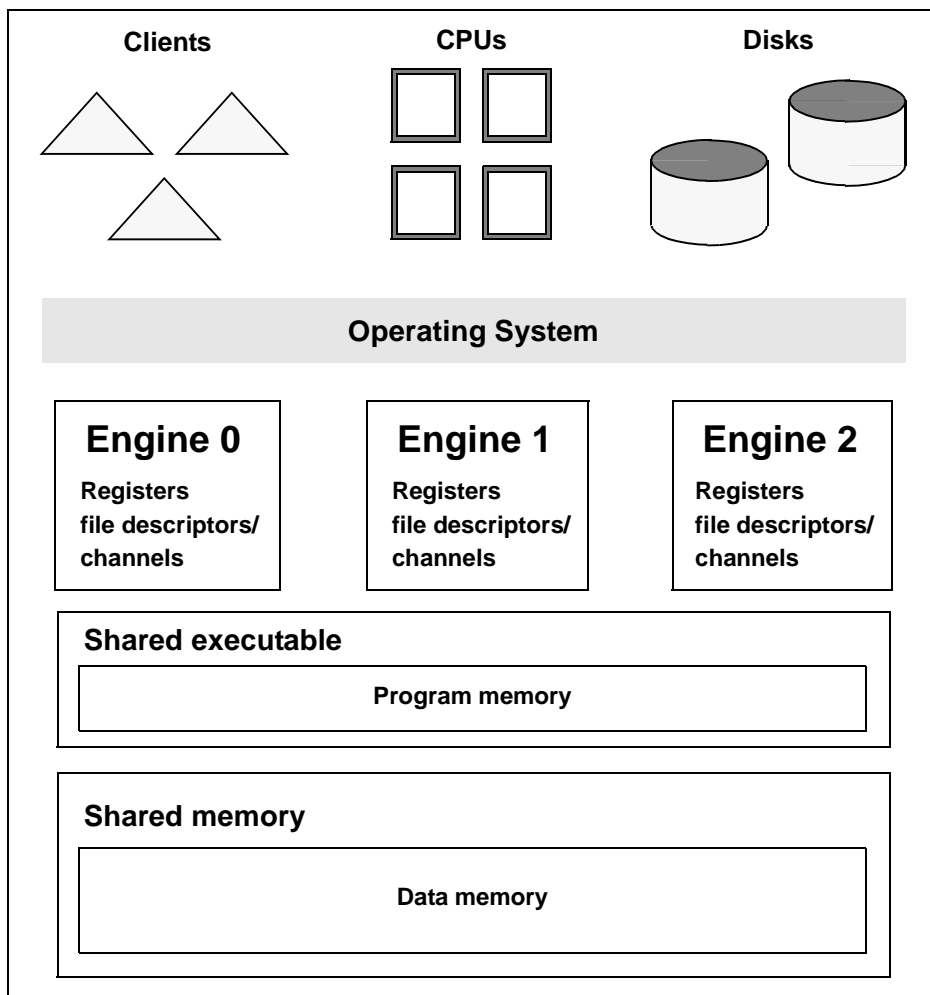 Clients
CPUs
Disks
Operating System
Engine 0
Registers
file descriptors/
channels
Engine 1
Registers
file descriptors/
channels
Engine 2
Registers
file descriptors/
channels
Shared executable
Program memory
Shared memory
Data memory